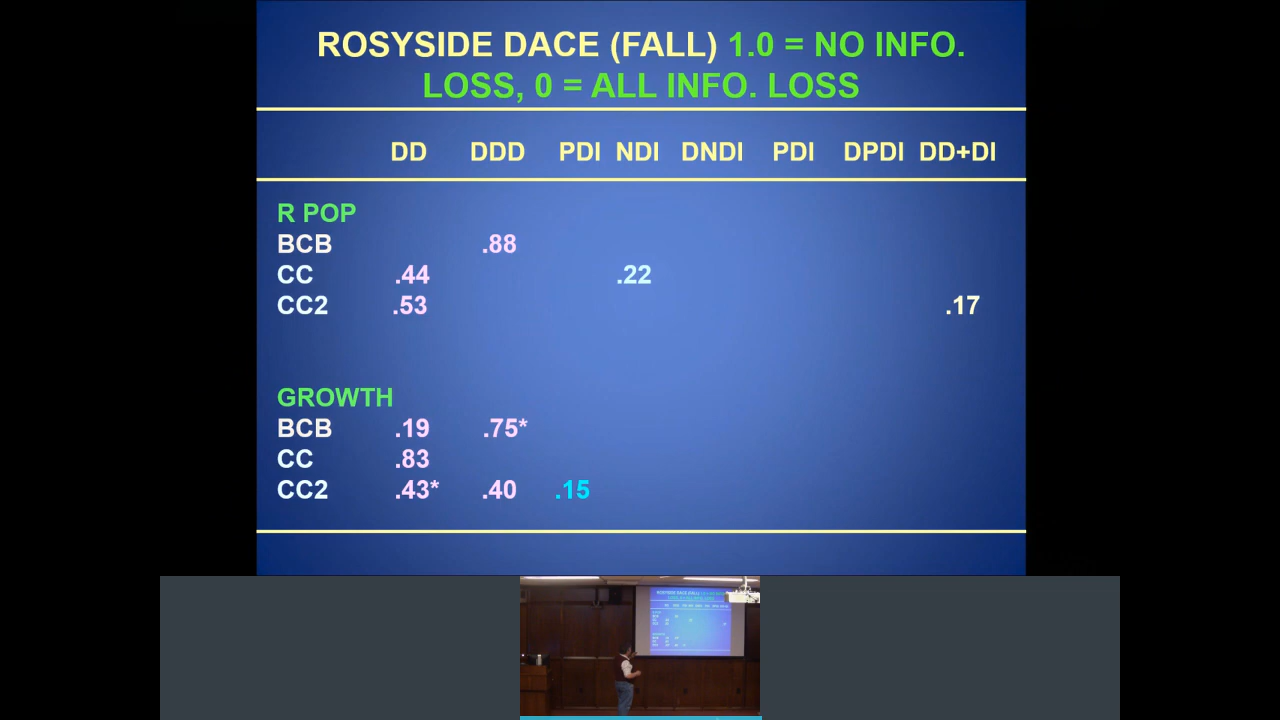 ROSYSIDE DACE (FALL) 1.0 = NO INFO.
LOSS, 0 = ALL INFO. LOSS
DD DDD PDI NDI DNDI PDI DPDI DD+DI
R POP
BCB .88
CC .44 .22
CC2 .53 .17
GROWTH
BCB .19 .75*
CC .83
CC2 .43* .40 .15